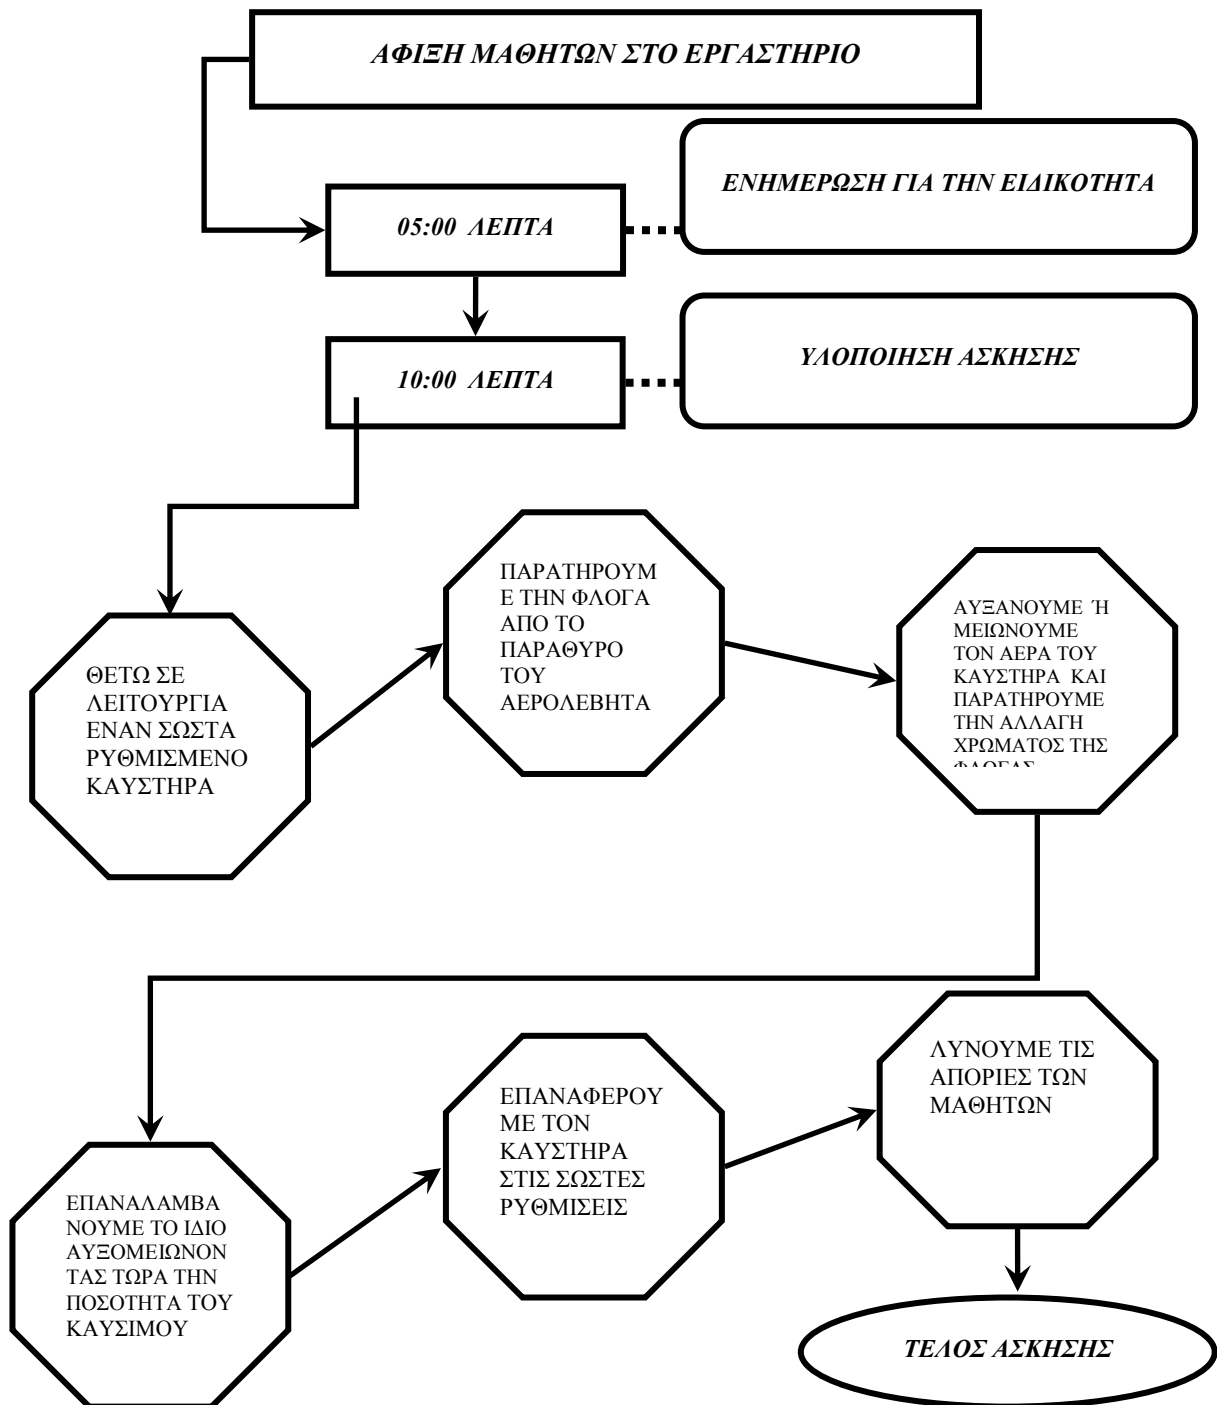 ΑΦΙΞΗ ΜΑΘΗΤΩΝ ΣΤΟ ΕΡΓΑΣΤΗΡΙΟ
ΕΝΗΜΕΡΩΣΗ ΓΙΑ ΤΗΝ ΕΙΔΙΚΟΤΗΤΑ
05:00 ΛΕΠΤΑ
ΥΛΟΠΟΙΗΣΗ ΑΣΚΗΣΗΣ
10:00 ΛΕΠΤΑ
ΘΕΤΩ ΣΕ
ΛΕΙΤΟΥΡΓΙΑ
ΕΝΑΝ ΣΩΣΤΑ
ΡΥΘΜΙΣΜΕΝΟ
ΚΑΥΣΤΗΡΑ
ΠΑΡΑΤΗΡΟΥΜ
Ε ΤΗΝ ΦΛΟΓΑ
ΑΠΟ ΤΟ
ΠΑΡΑΘΥΡΟ
ΤΟΥ
ΑΕΡΟΛΕΒΗΤΑ
ΑΥΞΑΝΟΥΜΕ Ή
ΜΕΙΩΝΟΥΜΕ
ΤΟΝ ΑΕΡΑ ΤΟΥ
ΚΑΥΣΤΗΡΑ ΚΑΙ
ΠΑΡΑΤΗΡΟΥΜΕ
ΤΗΝ ΑΛΛΑΓΗ
ΧΡΩΜΑΤΟΣ ΤΗΣ
ΦΛΟΓΑΣ
ΕΠΑΝΑΛΑΜΒΑ
ΝΟΥΜΕ ΤΟ ΙΔΙΟ
ΑΥΞΟΜΕΙΩΝΟΝ
ΤΑΣ ΤΩΡΑ ΤΗΝ
ΠΟΣΟΤΗΤΑ ΤΟΥ
ΚΑΥΣΙΜΟΥ
ΕΠΑΝΑΦΕΡΟΥ
ΜΕ ΤΟΝ
ΚΑΥΣΤΗΡΑ
ΣΤΙΣ ΣΩΣΤΕΣ
ΡΥΘΜΙΣΕΙΣ
ΛΥΝΟΥΜΕ ΤΙΣ
ΑΠΟΡΙΕΣ ΤΩΝ
ΜΑΘΗΤΩΝ
ΤΕΛΟΣ ΑΣΚΗΣΗΣ